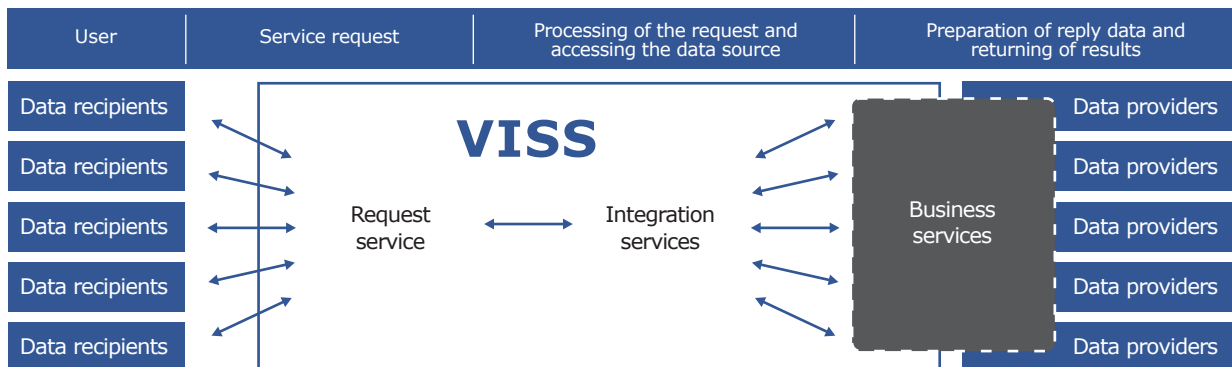 User
Service request
Processing of the request and
accessing the data source
Preparation of reply data and
returning of results
Data recipients
Data recipients
Data recipients
Data recipients
Data recipients
VISS
Request
service
Integration
services
Business
services
Data providers
Data providers
Data providers
Data providers
Data providers